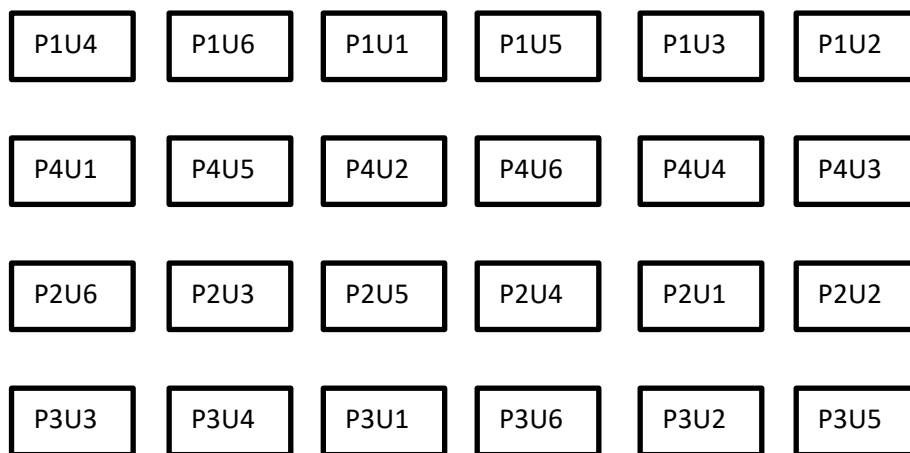 P1U4 P1U6 P1U1 P1U5 P1U3 P1U2
P4U1 P4U5 P4U2 P4U6 P4U4 P4U3
P2U6 P2U3 P2U5 P2U4 P2U1 P2U2
P3U3 P3U4 P3U1 P3U6 P3U2 P3U5